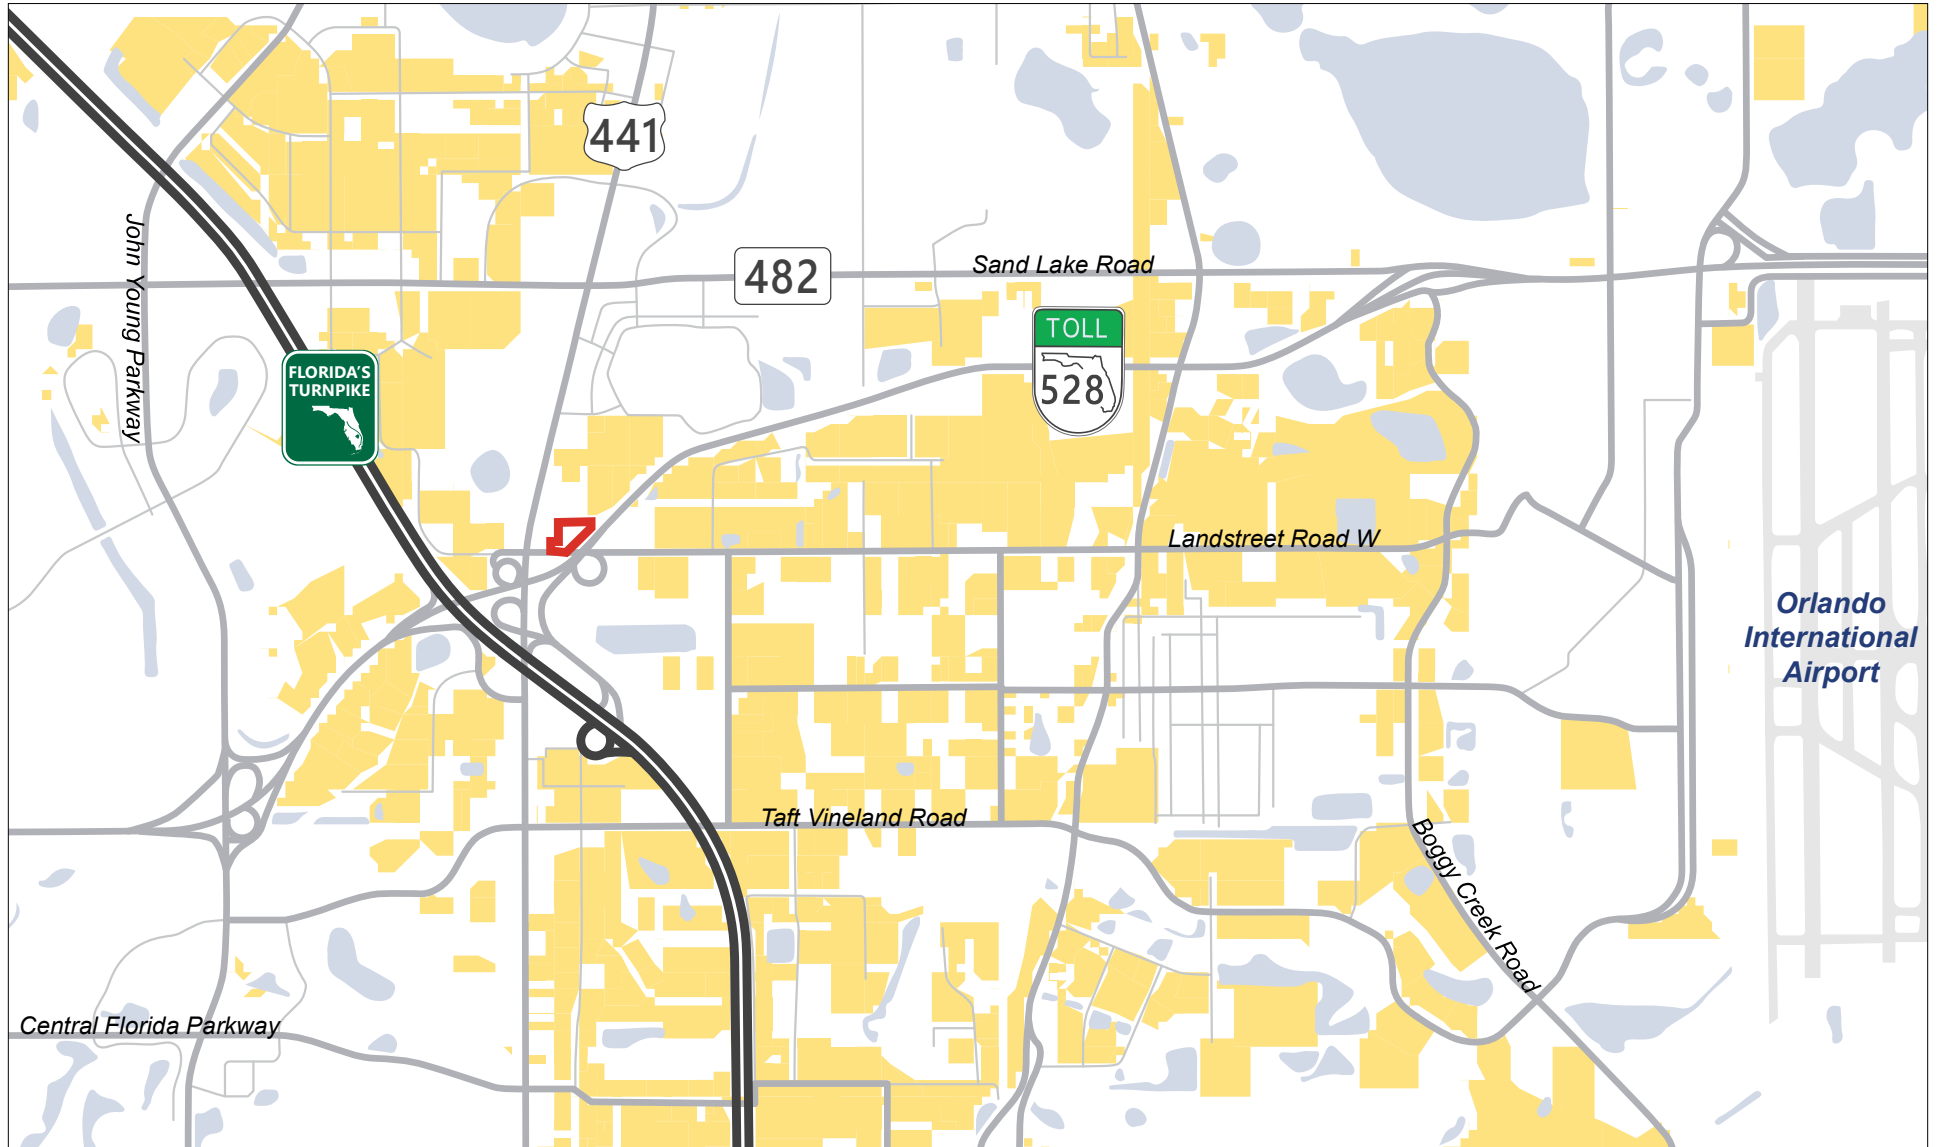 441
John Young Parkway
482
Sand Lake Road
TOLL
528
FLORIDA'S
TURNPIKE
Landstreet Road W
Orlando
International
Airport
Taft Vineland Road
Boggy Creek Road
Central Florida Parkway